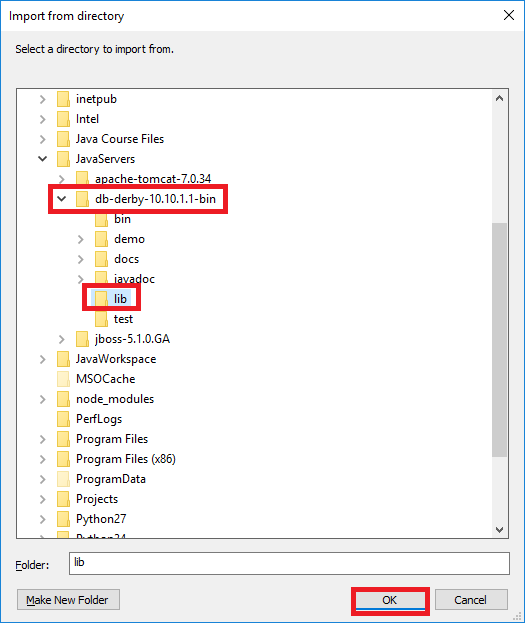 Import from directory
Select a directory to import from.
inetpub
Intel
Java Course Files
JavaServers
apache-tomcat-7.0.34
db-derby-10.10.1.1-bin
bin
demo
docs
javadoc
lib
test
jboss-5.1.0.GA
JavaWorkspace
MSOCache
node_modules
PerfLogs
Program Files
Program Files (x86)
ProgramData
Projects
Python27
Python34
Folder: lib
Make New Folder OK Cancel